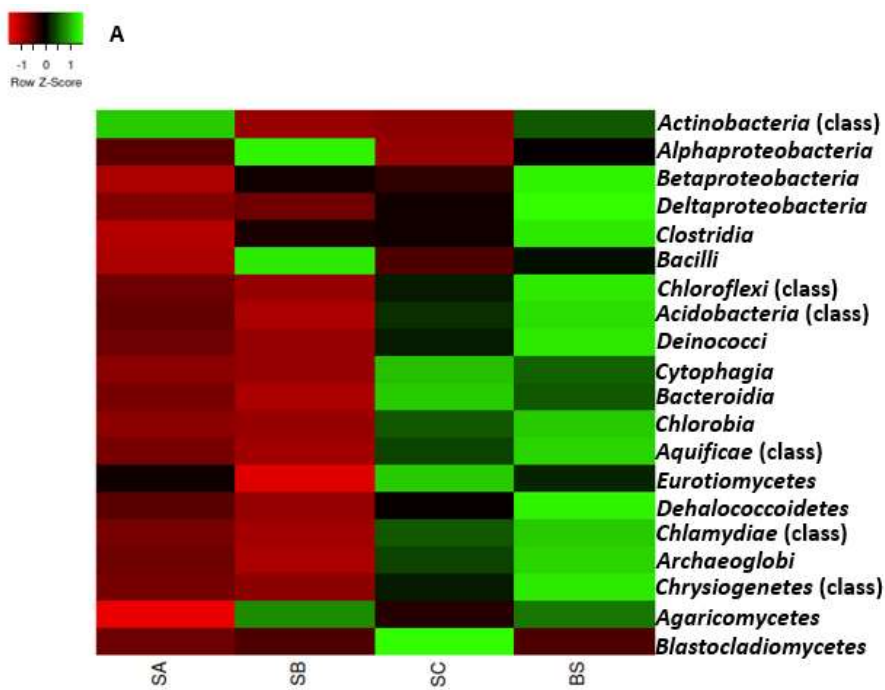 A
-1 0 1
Row Z-Score
Actinobacteria (class)
Alphaproteobacteria
Betaproteobacteria
Deltaproteobacteria
Clostridia
Bacilli
Chloroflexi (class)
Acidobacteria (class)
Deinococci
Cytophagia
Bacteroidia
Chlorobia
Aquificae (class)
Eurotiomycetes
Dehalococcoidetes
Chlamydiae (class)
Archaeoglobi
Chrysiogenetes (class)
Agaricomycetes
Blastocladiomycetes
SA
SB
SC
BS